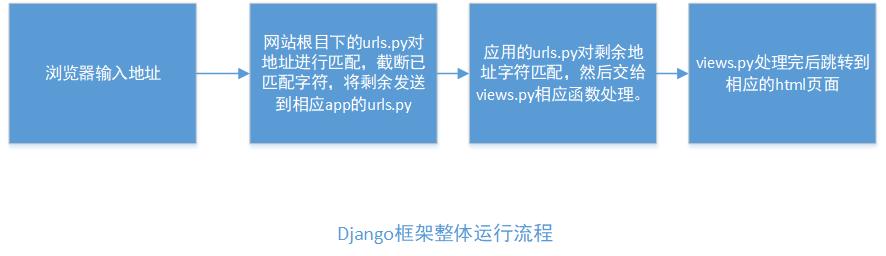 浏览器输入地址
网站根目下的urls.py对
地址进行匹配，截断已
匹配字符，将剩余发送
到相应app的urls.py
应用的urls.py对剩余地
址字符匹配，然后交给
views.py相应函数处理。
views.py处理完后跳转到
相应的html页面
Django框架整体运行流程